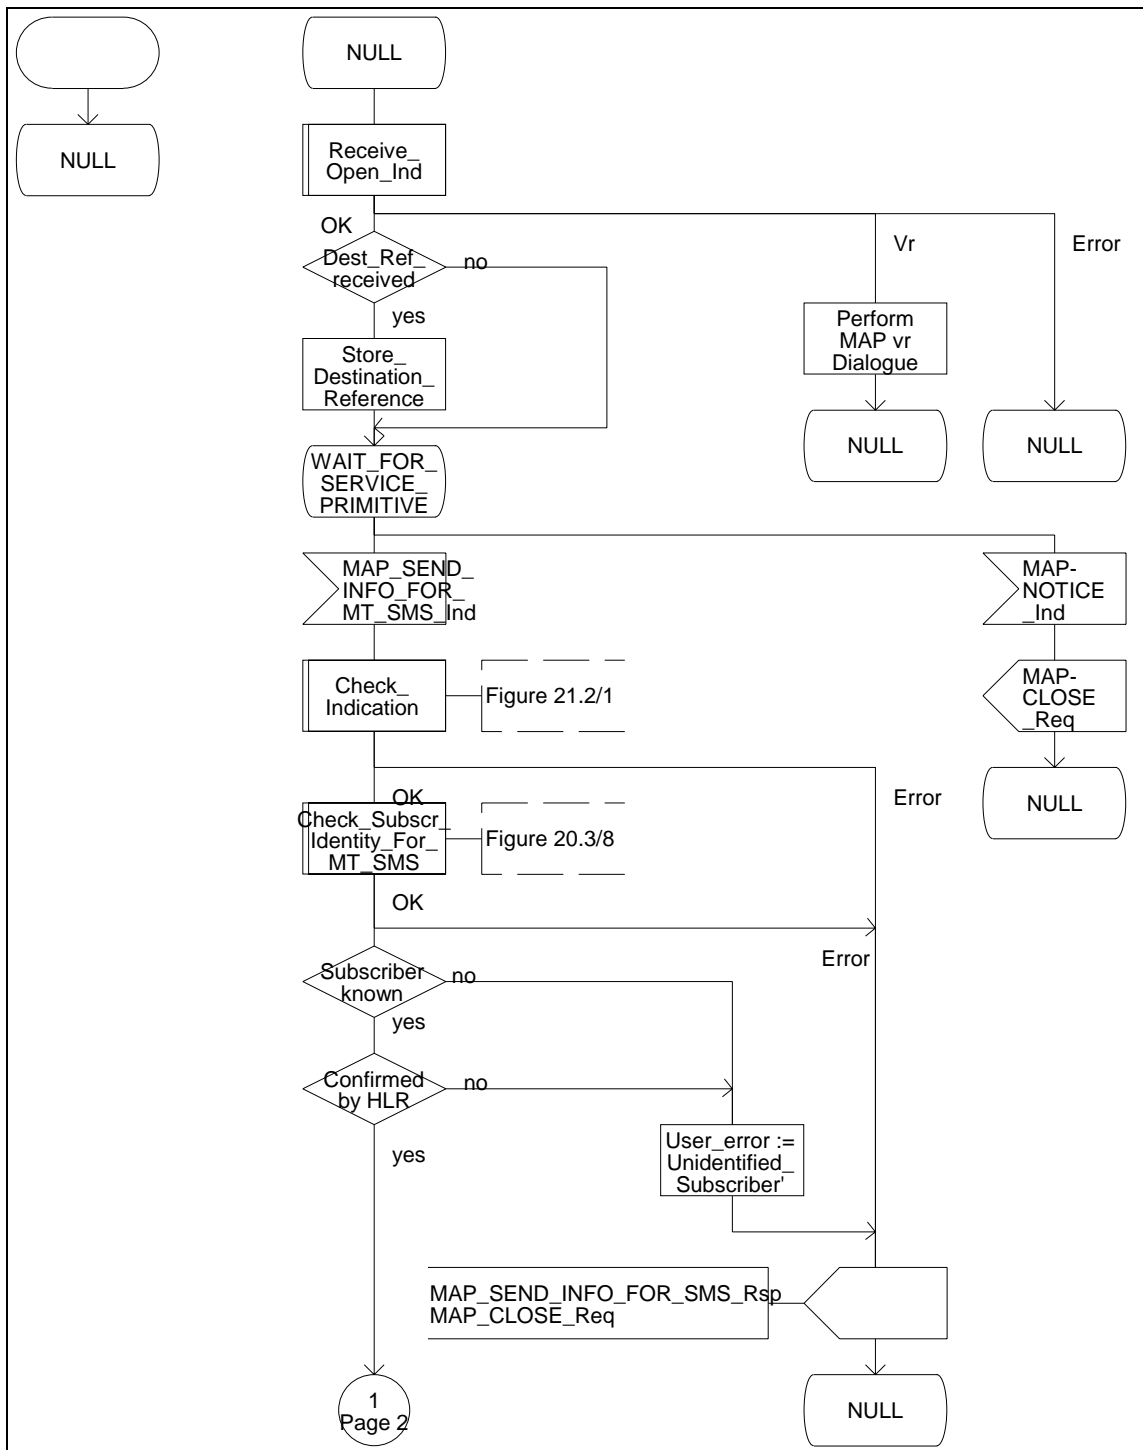 NULL
NULL
Receive_
Open_Ind
OK
Vr
Error
Dest_Ref_
received
no
yes
Perform
MAP vr
Dialogue
Store_
Destination_
Reference
NULL
NULL
WAIT_FOR_
SERVICE_
PRIMITIVE
MAP_SEND_
INFO_FOR_
MT_SMS_Ind
MAP-
NOTICE
_Ind
Check_
Indication
Figure 21.2/1
MAP-
CLOSE
_Req
OK
Error
NULL
Check_Subscr_
Identity_For_
MT_SMS
Figure 20.3/8
OK
Error
Subscriber
known
no
yes
Confirmed
by HLR
no
yes
User_error :=
Unidentified_
Subscriber'
MAP_SEND_INFO_FOR_SMS_Rsp
MAP_CLOSE_Req
1
Page 2
NULL